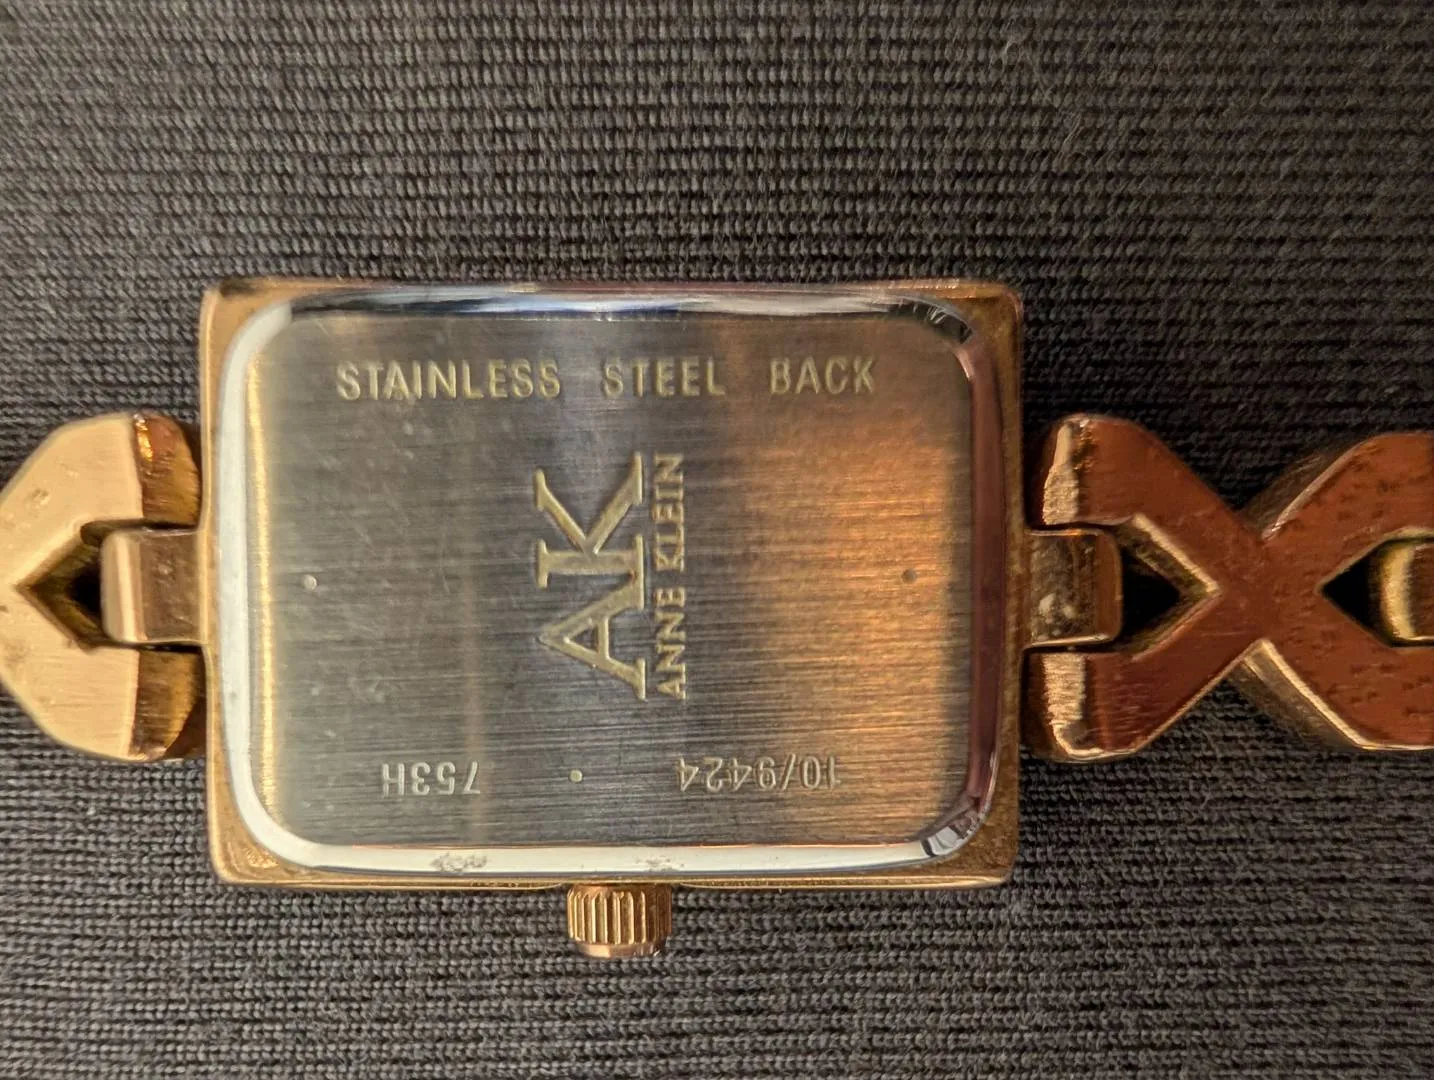 STAINLESS STEEL BACK
AK
ANNE KLEIN
10/9424 753H